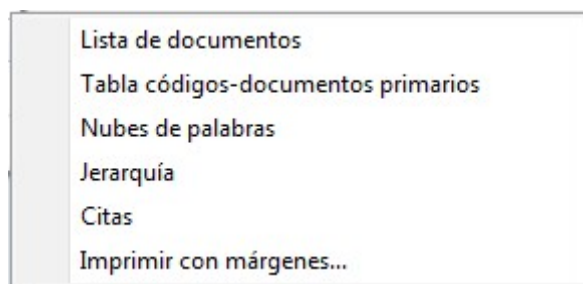 Lista de documentos
Tabla códigos-documentos primarios
Nubes de palabras
Jerarquía
Citas
Imprimir con márgenes...